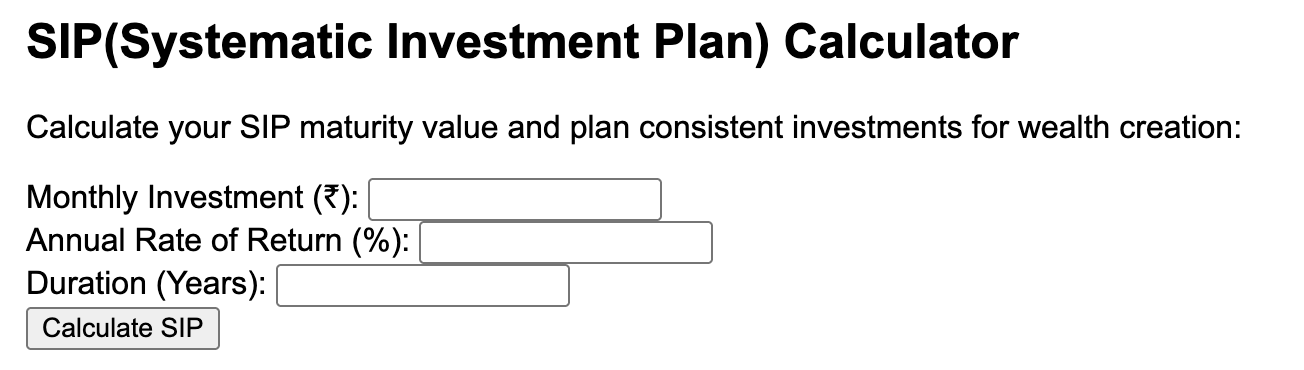 SIP(Systematic Investment Plan) Calculator
Calculate your SIP maturity value and plan consistent investments for wealth creation:
Monthly Investment (₹):
Annual Rate of Return (%):
Duration (Years):
Calculate SIP